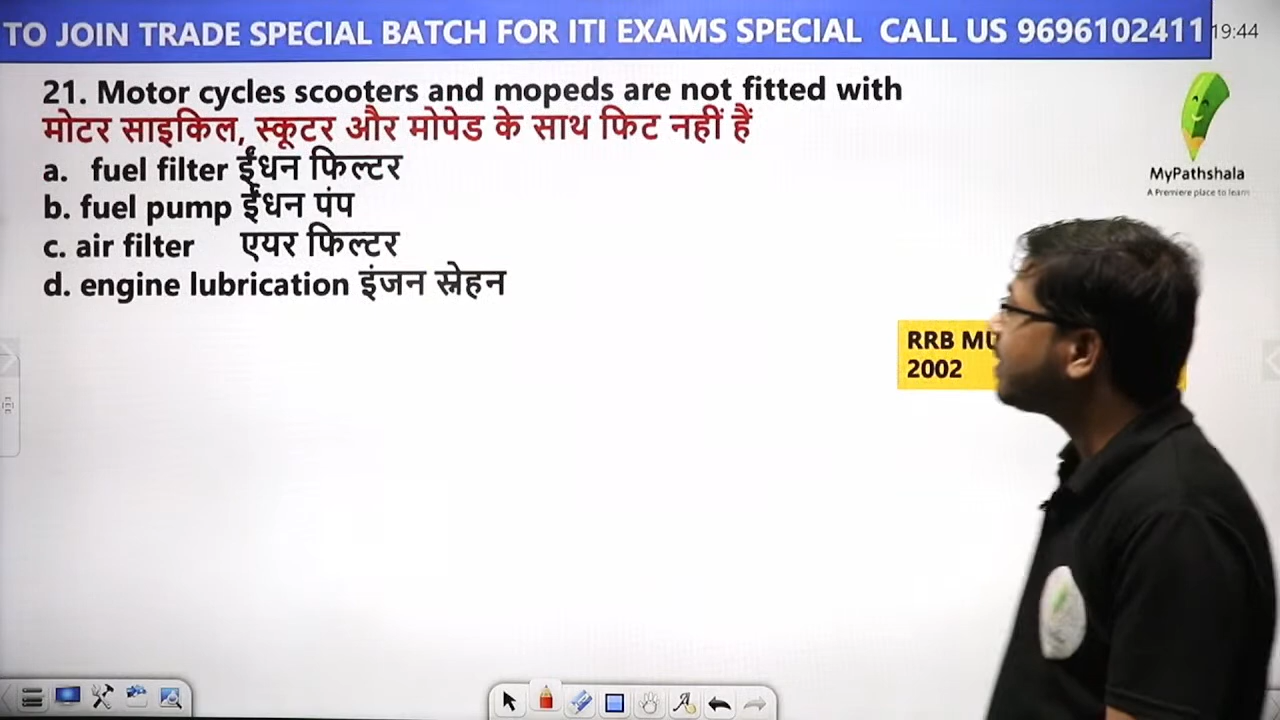 TO JOIN TRADE SPECIAL BATCH FOR ITI EXAMS SPECIAL CALL US 9696102411
19:44
21. Motor cycles scooters and mopeds are not fitted with
मोटर साइकिल, स्कूटर और मोपेड के साथ फिट नहीं हैं
a. fuel filter ईंधन फिल्टर
b. fuel pump ईंधन पंप
c. air filter एयर फिल्टर
d. engine lubrication इंजन स्नेहन
MyPathshala
A Premiere place to learn
RRB
2002